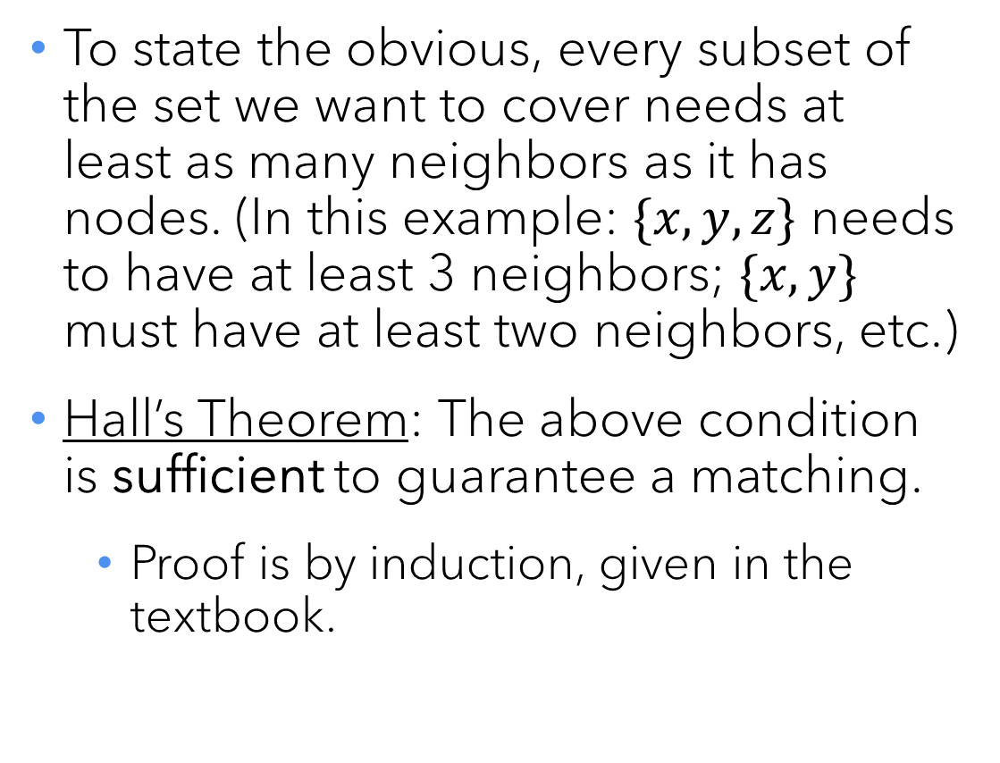 • To state the obvious, every subset of
the set we want to cover needs at
least as many neighbors as it has
nodes. (In this example: {x, y, z} needs
to have at least 3 neighbors; {x, y}
must have at least two neighbors, etc.)
• Hall’s Theorem: The above condition
is sufficient to guarantee a matching.
• Proof is by induction, given in the
textbook.